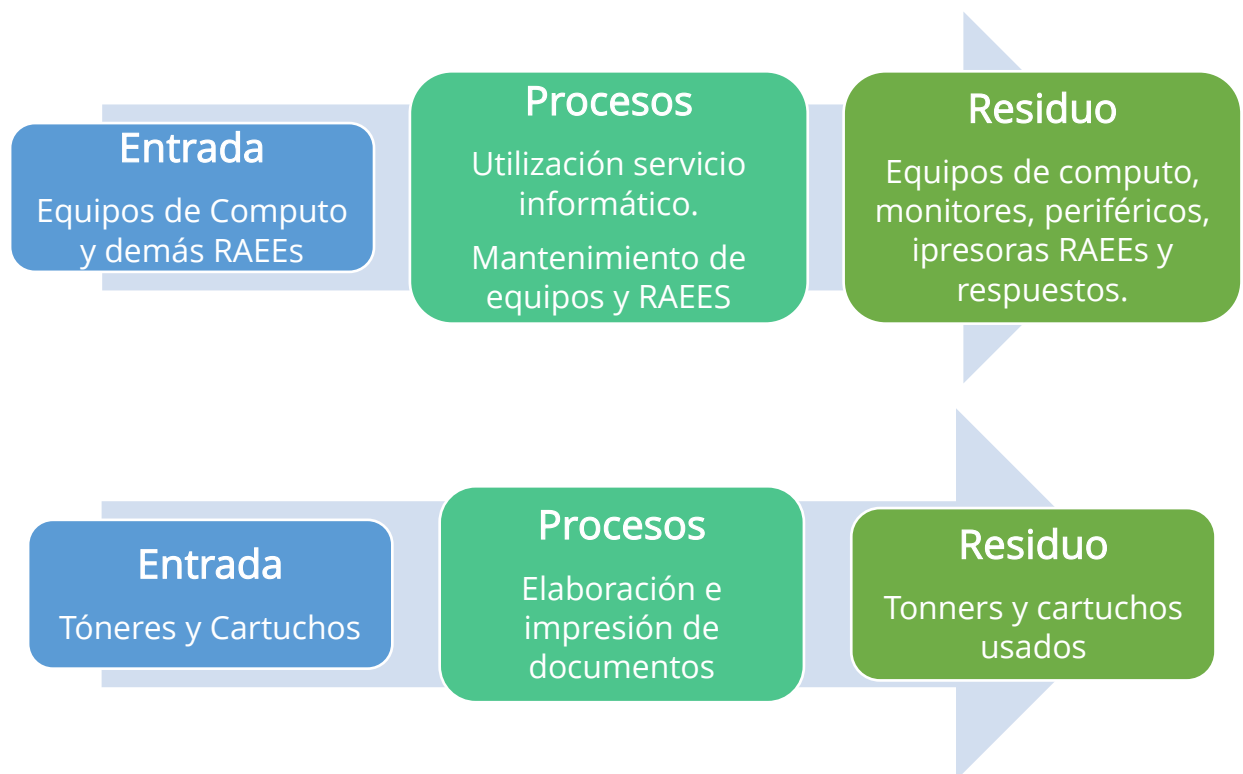 Entrada
Equipos de Computo
y demás RAEEs
Procesos
Utilización servicio
informático.
Mantenimiento de
equipos y RAEES
Residuo
Equipos de computo,
monitores, periféricos,
ipresoras RAEEs y
respuestos.
Entrada
Tóneres y Cartuchos
Procesos
Elaboración e
impresión de
documentos
Residuo
Tonners y cartuchos
usados